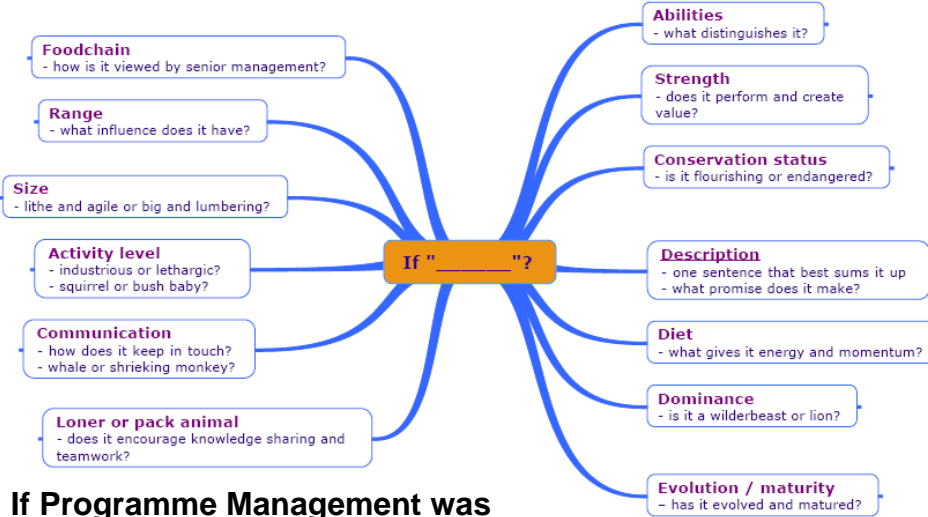 Foodchain
- how is it viewed by senior management?
Range
- what influence does it have?
Size
- lithe and agile or big and lumbering?
Activity level
- industrious or lethargic?
- squirrel or bush baby?
Communication
- how does it keep in touch?
- whale or shrieking monkey?
Loner or pack animal
- does it encourage knowledge sharing and
teamwork?
If "_______"?
Abilities
- what distinguishes it?
Strength
- does it perform and create
value?
Conservation status
- is it flourishing or endangered?
Description
- one sentence that best sums it up
- what promise does it make?
Diet
- what gives it energy and momentum?
Dominance
- is it a wilderbeast or lion?
Evolution / maturity
– has it evolved and matured?
If Programme Management was